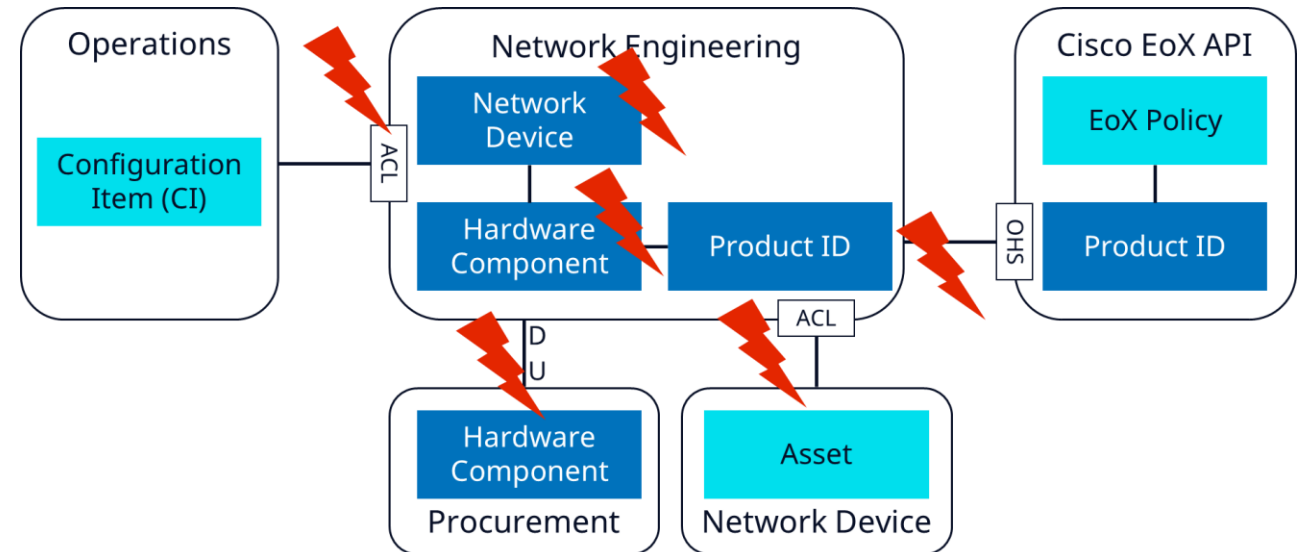 Operations
Configuration
Item (CI)
ACL
Network Engineering
Network
Device
Hardware
Component
Product ID
ACL
OHS
Cisco EoX API
EoX Policy
Product ID
D
U
Hardware
Component
Procurement
Asset
Network Device